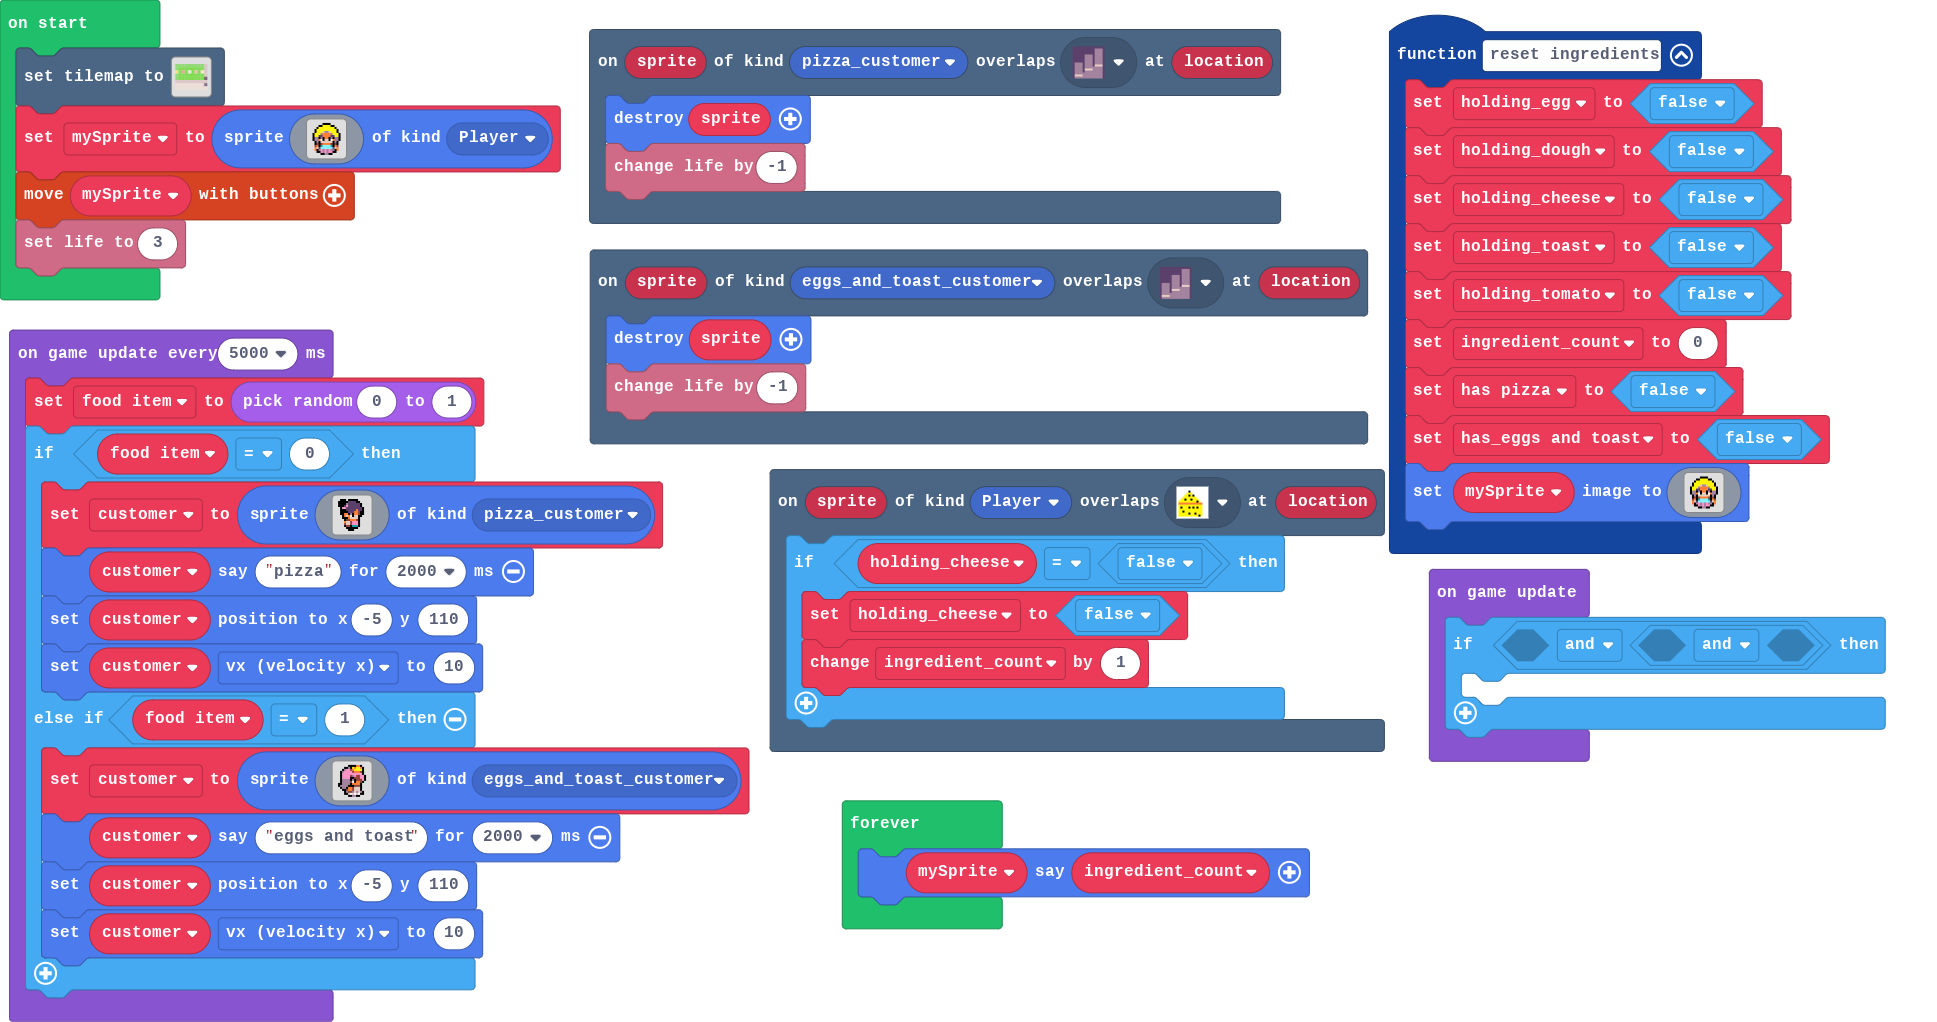 on start
set tilemap to
set mySprite to sprite of kind Player
move mySprite with buttons
set life to 3
on game update every 5000 ms
set food item to pick random 0 to 1
if food item = 0 then
set customer to sprite of kind pizza_customer
customer say "pizza" for 2000 ms
set customer position to x -5 y 110
set customer vx (velocity x) to 10
else if food item = 1 then
set customer to sprite of kind eggs_and_toast_customer
customer say "eggs and toast" for 2000 ms
set customer position to x -5 y 110
set customer vx (velocity x) to 10
on sprite of kind pizza_customer overlaps at location
destroy sprite
change life by -1
on sprite of kind eggs_and_toast_customer overlaps at location
destroy sprite
change life by -1
on sprite of kind Player overlaps at location
if holding_cheese = false then
set holding_cheese to false
change ingredient_count by 1
forever
mySprite say ingredient_count
function reset ingredients
set holding_egg to false
set holding_dough to false
set holding_cheese to false
set holding_toast to false
set holding_tomato to false
set ingredient_count to 0
set has pizza to false
set has_eggs and toast to false
set mySprite image to
on game update
if and and then